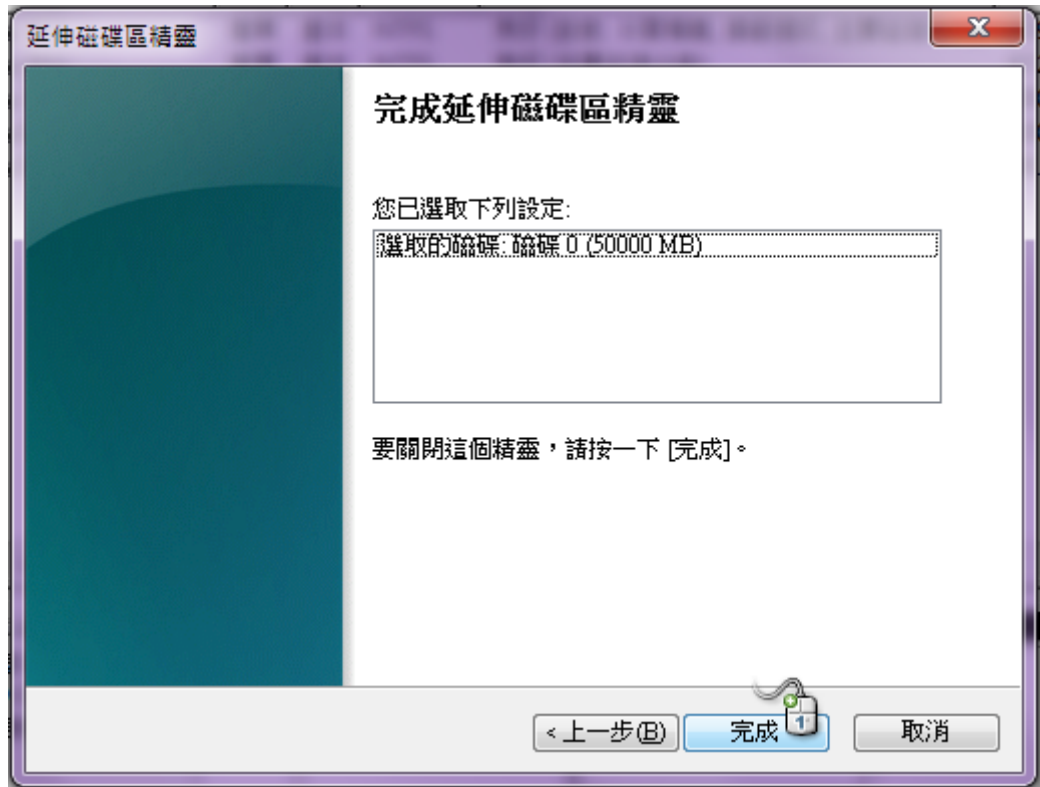 延伸磁碟區精靈
完成延伸磁碟區精靈
您已選取下列設定:
選取的磁碟: 磁碟 0 (50000 MB)
要關閉這個精靈，請按一下 [完成]。
<上一步(B)
完成
1
取消